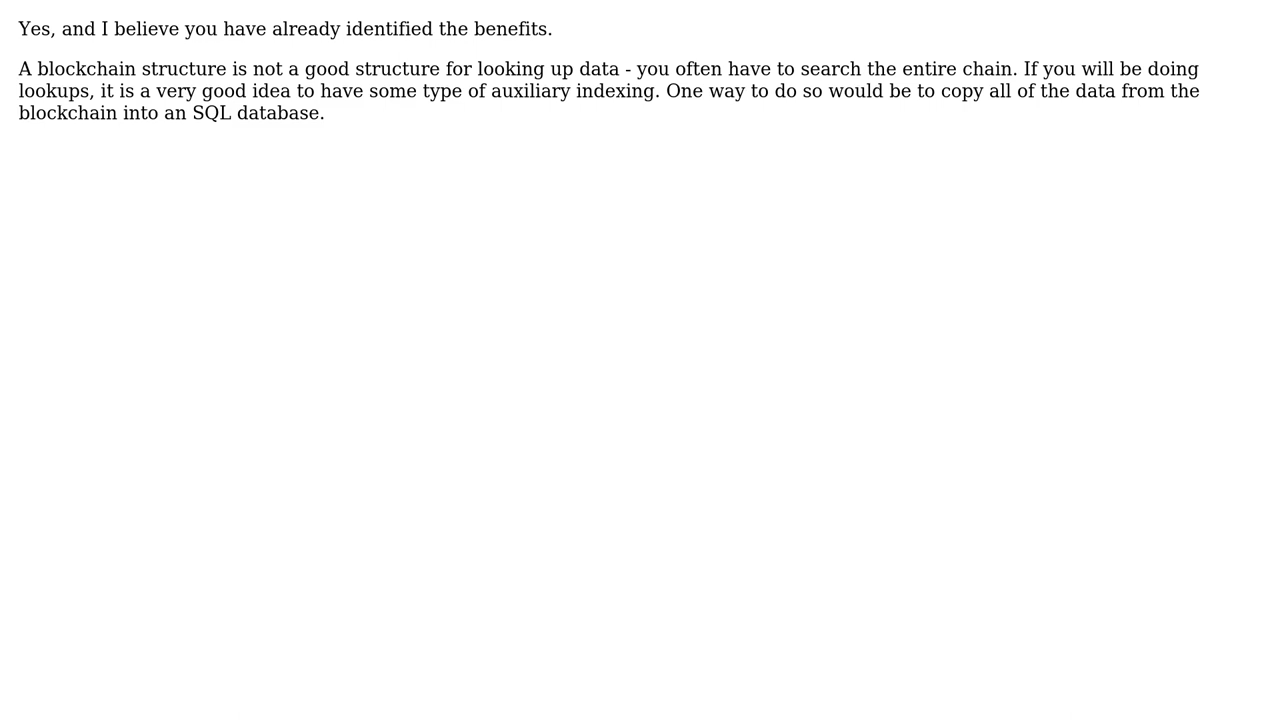 Yes, and I believe you have already identified the benefits.
A blockchain structure is not a good structure for looking up data - you often have to search the entire chain. If you will be doing
lookups, it is a very good idea to have some type of auxiliary indexing. One way to do so would be to copy all of the data from the
blockchain into an SQL database.